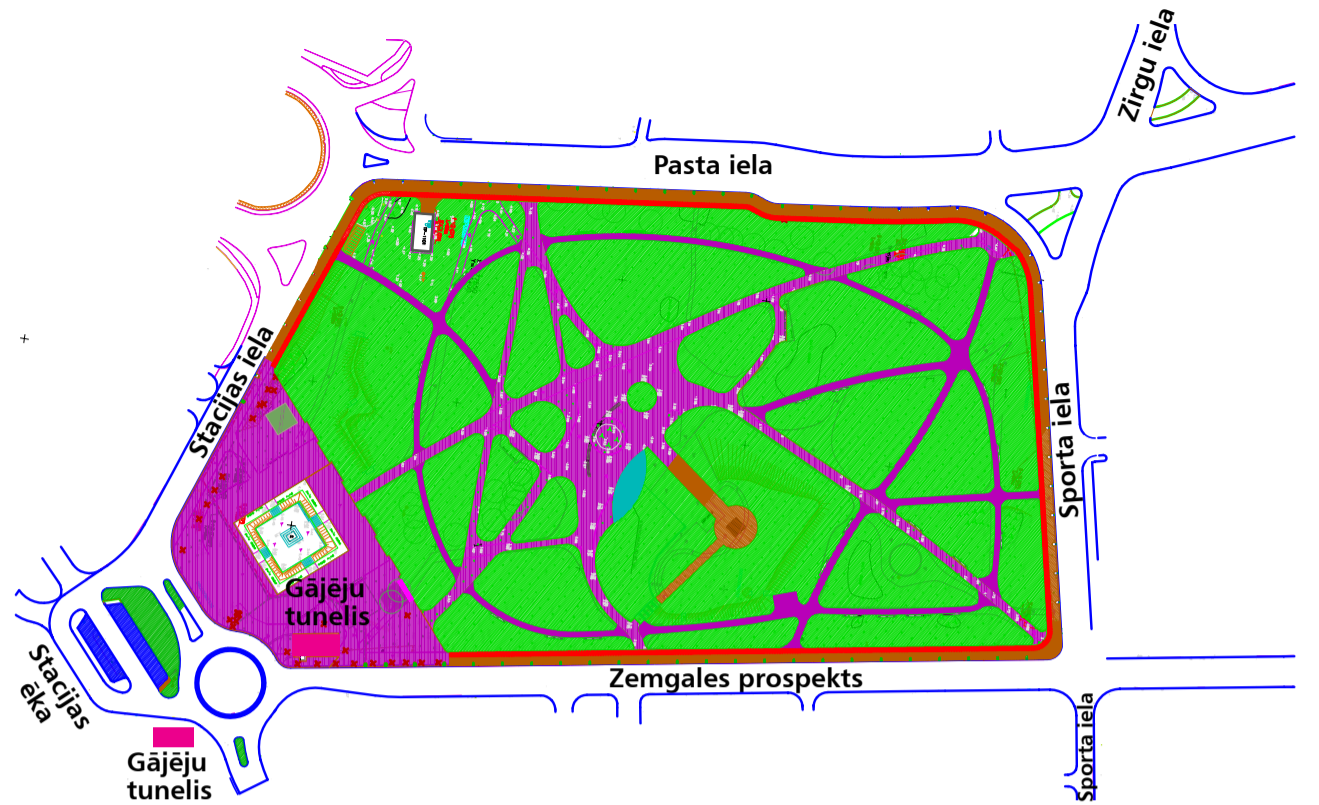 Zirgu iela
Pasta iela
Stacijas iela
Sporta iela
Gājēju
tunelis
Zemgales prospekts
Stacijas
ēka
Gājēju
tunelis
Sporta iela